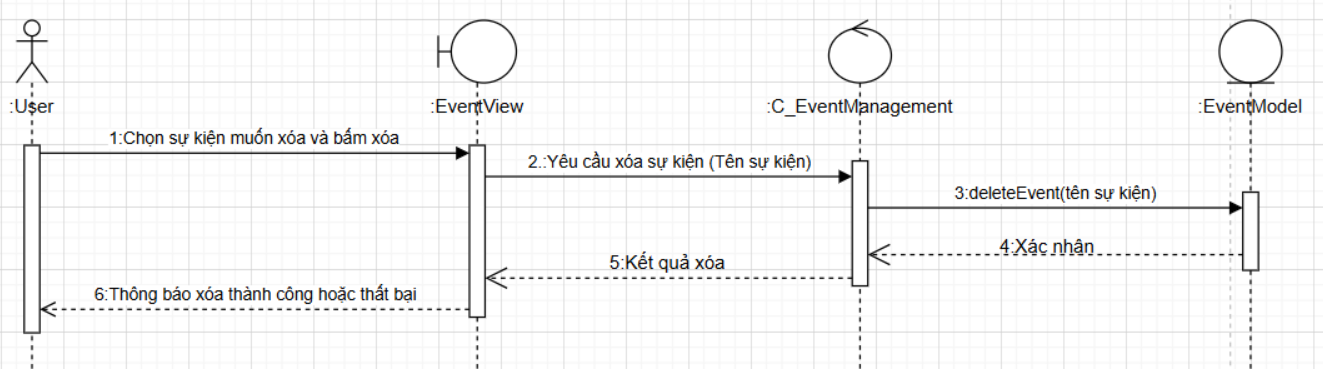 :User
:EventView
:C_EventManagement
:EventModel
1:Chọn sự kiện muốn xóa và bấm xóa
2.:Yêu cầu xóa sự kiện (Tên sự kiện)
3:deleteEvent(tên sự kiện)
4:Xác nhân
5:Kết quả xóa
6:Thông báo xóa thành công hoặc thất bại